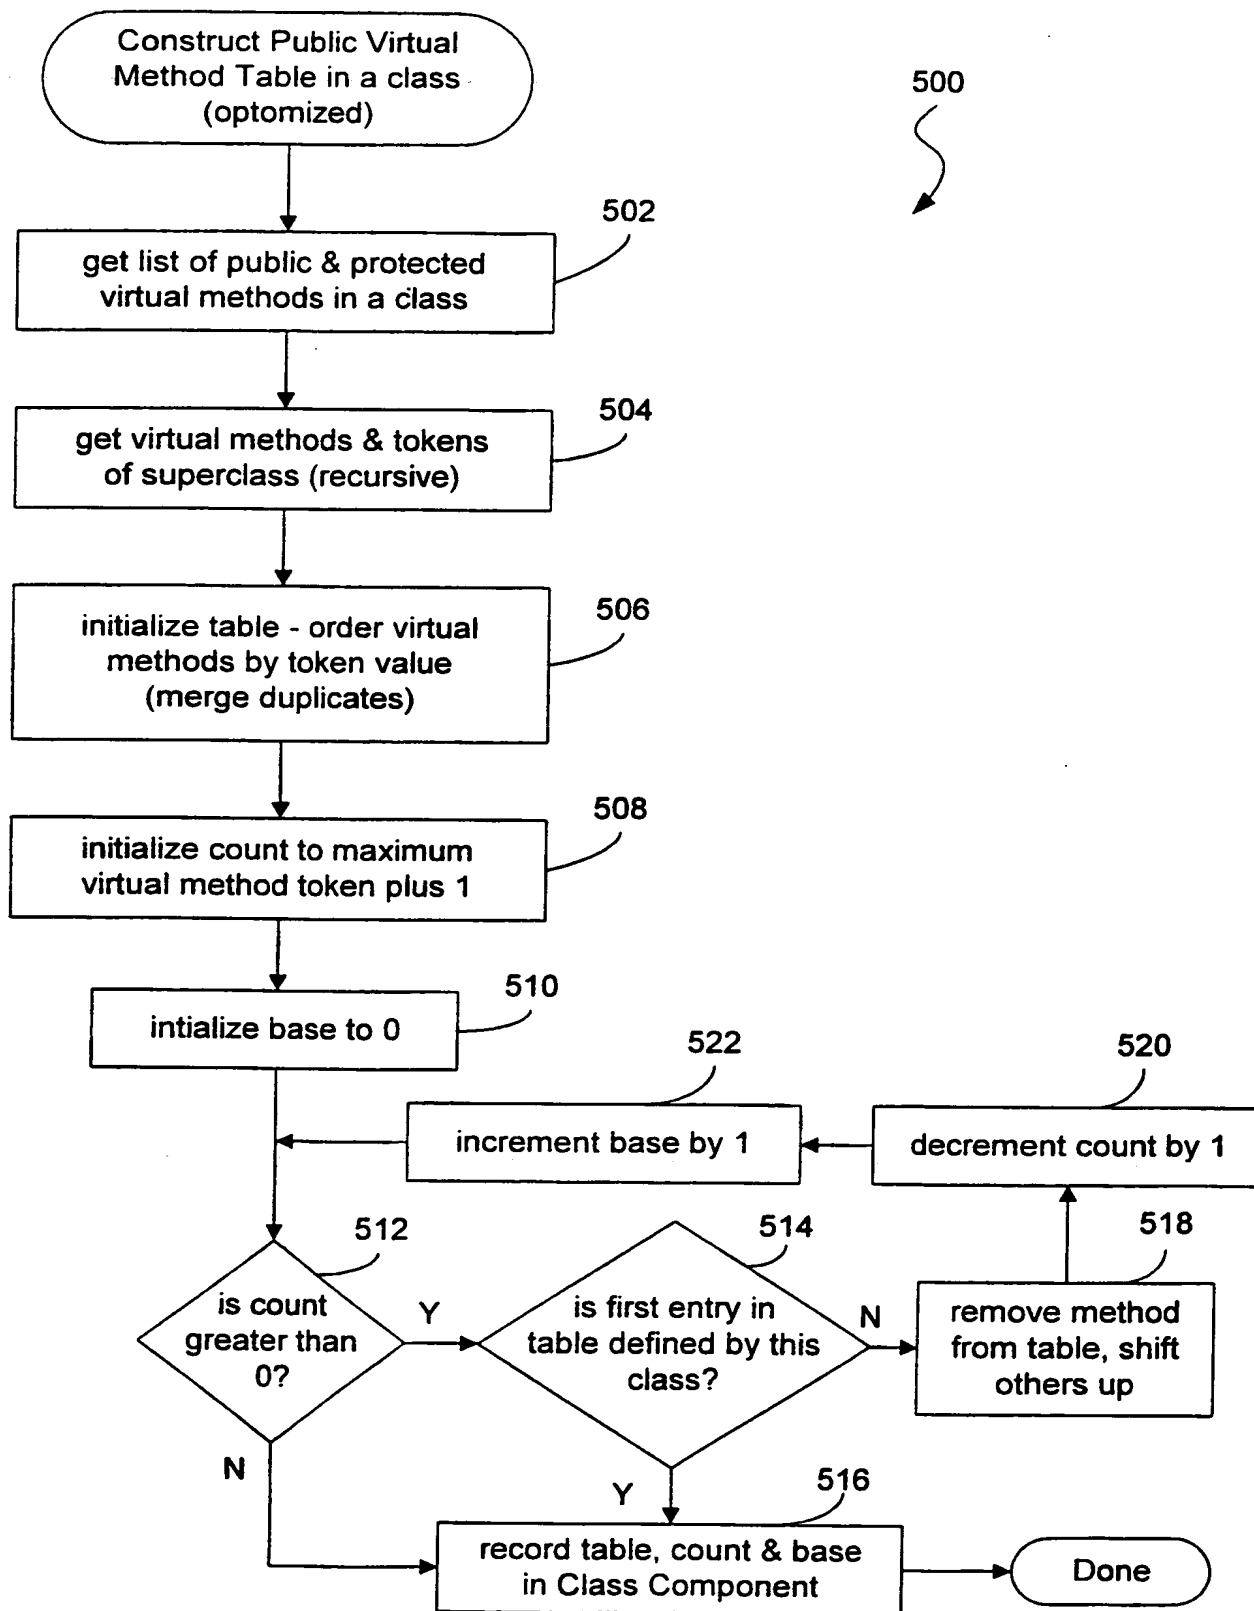 Construct Public Virtual
Method Table in a class
(optomized)
500
502
get list of public & protected
virtual methods in a class
504
get virtual methods & tokens
of superclass (recursive)
506
initialize table - order virtual
methods by token value
(merge duplicates)
508
initialize count to maximum
virtual method token plus 1
510
intialize base to 0
522
520
increment base by 1
decrement count by 1
512
514
518
is count
greater than
0?
Y
is first entry in
table defined by this
class?
N
remove method
from table, shift
others up
N
Y
516
record table, count & base
in Class Component
Done